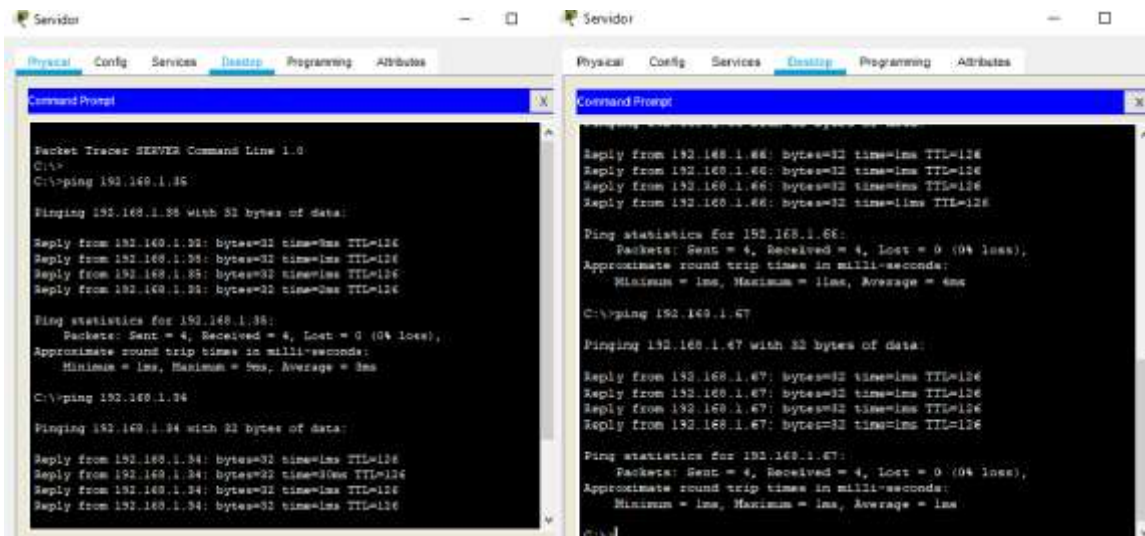 Servidor
Physical Config Services Desktop Programming Attributes
Command Prompt X
Packet Tracer SERVER Command Line 1.0
C:\>
C:\>ping 192.168.1.35
Pinging 192.168.1.35 with 32 bytes of data:
Reply from 192.168.1.35: bytes=32 time=9ms TTL=126
Reply from 192.168.1.35: bytes=32 time=1ms TTL=126
Reply from 192.168.1.35: bytes=32 time=1ms TTL=126
Reply from 192.168.1.35: bytes=32 time=2ms TTL=126
Ping statistics for 192.168.1.35:
Packets: Sent = 4, Received = 4, Lost = 0 (0% loss),
Approximate round trip times in milli-seconds:
Minimum = 1ms, Maximum = 9ms, Average = 3ms
C:\>ping 192.168.1.34
Pinging 192.168.1.34 with 32 bytes of data:
Reply from 192.168.1.34: bytes=32 time=1ms TTL=126
Reply from 192.168.1.34: bytes=32 time=30ms TTL=126
Reply from 192.168.1.34: bytes=32 time=1ms TTL=126
Reply from 192.168.1.34: bytes=32 time=1ms TTL=126
Servidor
Physical Config Services Desktop Programming Attributes
Command Prompt X
Reply from 192.168.1.66: bytes=32 time=1ms TTL=126
Reply from 192.168.1.66: bytes=32 time=1ms TTL=126
Reply from 192.168.1.66: bytes=32 time=6ms TTL=126
Reply from 192.168.1.66: bytes=32 time=11ms TTL=126
Ping statistics for 192.168.1.66:
Packets: Sent = 4, Received = 4, Lost = 0 (0% loss),
Approximate round trip times in milli-seconds:
Minimum = 1ms, Maximum = 11ms, Average = 4ms
C:\>ping 192.168.1.67
Pinging 192.168.1.67 with 32 bytes of data:
Reply from 192.168.1.67: bytes=32 time=1ms TTL=126
Reply from 192.168.1.67: bytes=32 time=1ms TTL=126
Reply from 192.168.1.67: bytes=32 time=1ms TTL=126
Reply from 192.168.1.67: bytes=32 time=1ms TTL=126
Ping statistics for 192.168.1.67:
Packets: Sent = 4, Received = 4, Lost = 0 (0% loss),
Approximate round trip times in milli-seconds:
Minimum = 1ms, Maximum = 1ms, Average = 1ms
C:\>